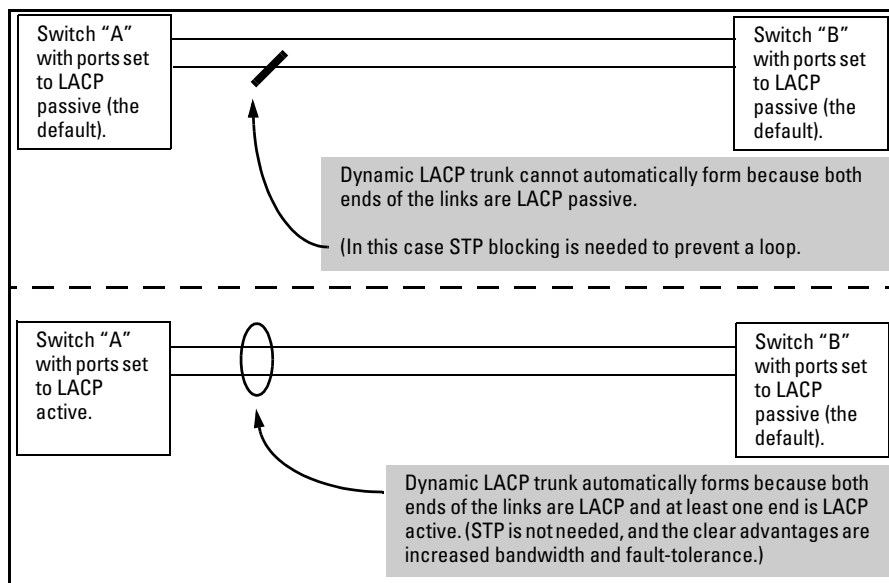 Switch “A”
with ports set
to LACP
passive (the
default).
Switch “B”
with ports set
to LACP
passive (the
default).
Dynamic LACP trunk cannot automatically form because both
ends of the links are LACP passive.
(In this case STP blocking is needed to prevent a loop.
Switch “A”
with ports set
to LACP
active.
Switch “B”
with ports set
to LACP
passive (the
default).
Dynamic LACP trunk automatically forms because both
ends of the links are LACP and at least one end is LACP
active. (STP is not needed, and the clear advantages are
increased bandwidth and fault-tolerance.)